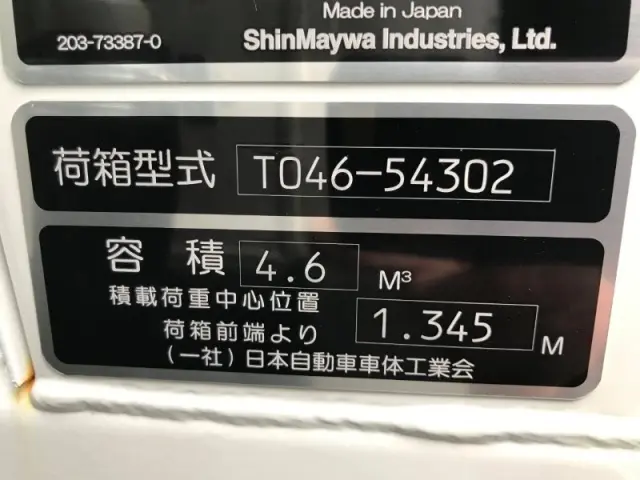 Made in Japan
203-73387-0 ShinMaywa Industries, Ltd.
荷箱型式 T046-54302
容積 4.6 M³
積載荷重中心位置
荷箱前端より 1.345 M
(一社)日本自動車車体工業会